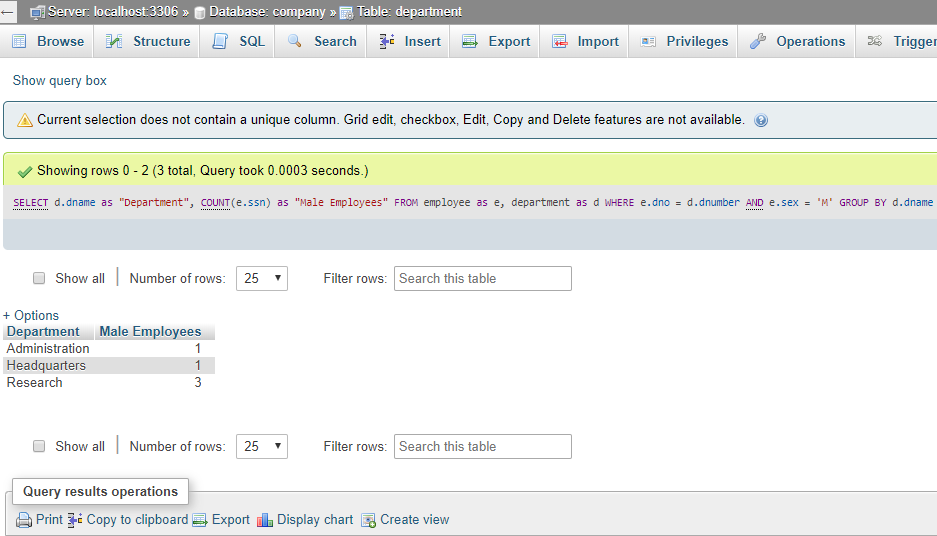 Server: localhost:3306 » Database: company » Table: department
Browse Structure SQL Search Insert Export Import Privileges Operations Trigger
Show query box
Current selection does not contain a unique column. Grid edit, checkbox, Edit, Copy and Delete features are not available.
Showing rows 0 - 2 (3 total, Query took 0.0003 seconds.)
SELECT d.dname as "Department", COUNT(e.ssn) as "Male Employees" FROM employee as e, department as d WHERE e.dno = d.dnumber AND e.sex = 'M' GROUP BY d.dname
Show all Number of rows: 25 Filter rows: Search this table
+ Options
Department Male Employees
Administration 1
Headquarters 1
Research 3
Show all Number of rows: 25 Filter rows: Search this table
Query results operations
Print Copy to clipboard Export Display chart Create view